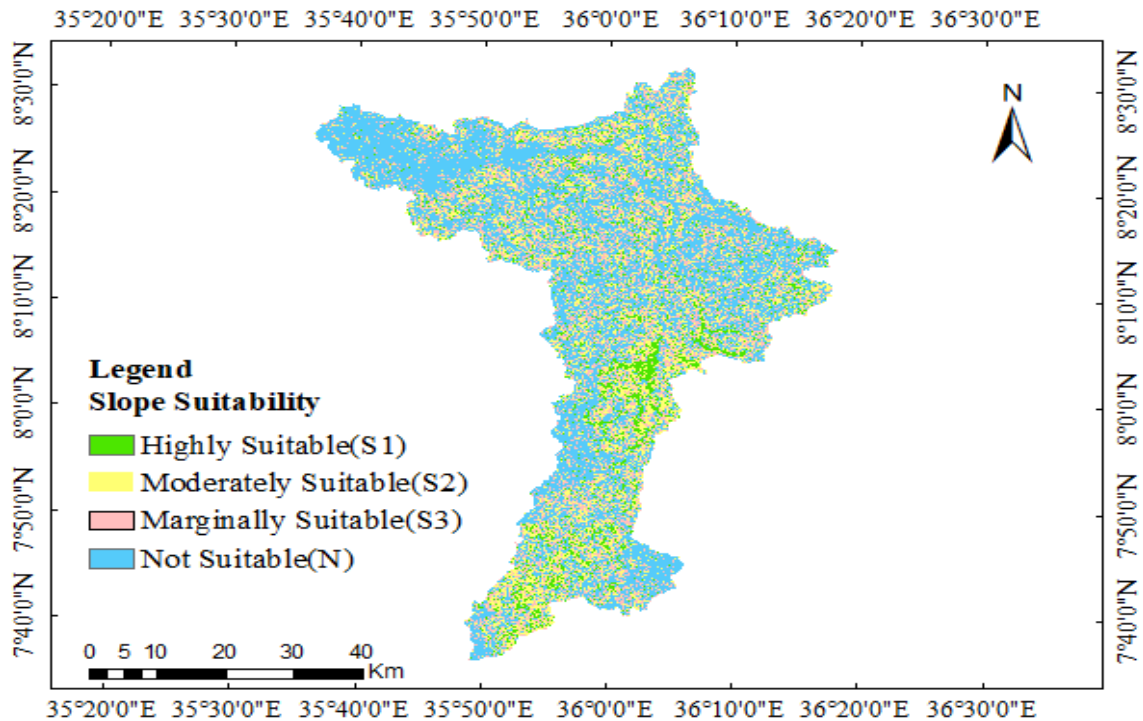 35°20'0"E 35°30'0"E 35°40'0"E 35°50'0"E 36°0'0"E 36°10'0"E 36°20'0"E 36°30'0"E
8°30'0"N
8°20'0"N
8°10'0"N
8°0'0"N
7°50'0"N
7°40'0"N
N
8°30'0"N
8°20'0"N
8°10'0"N
8°0'0"N
7°50'0"N
7°40'0"N
Legend
Slope Suitability
Highly Suitable(S1)
Moderately Suitable(S2)
Marginally Suitable(S3)
Not Suitable(N)
0 5 10 20 30 40
Km
35°20'0"E 35°30'0"E 35°40'0"E 35°50'0"E 36°0'0"E 36°10'0"E 36°20'0"E 36°30'0"E